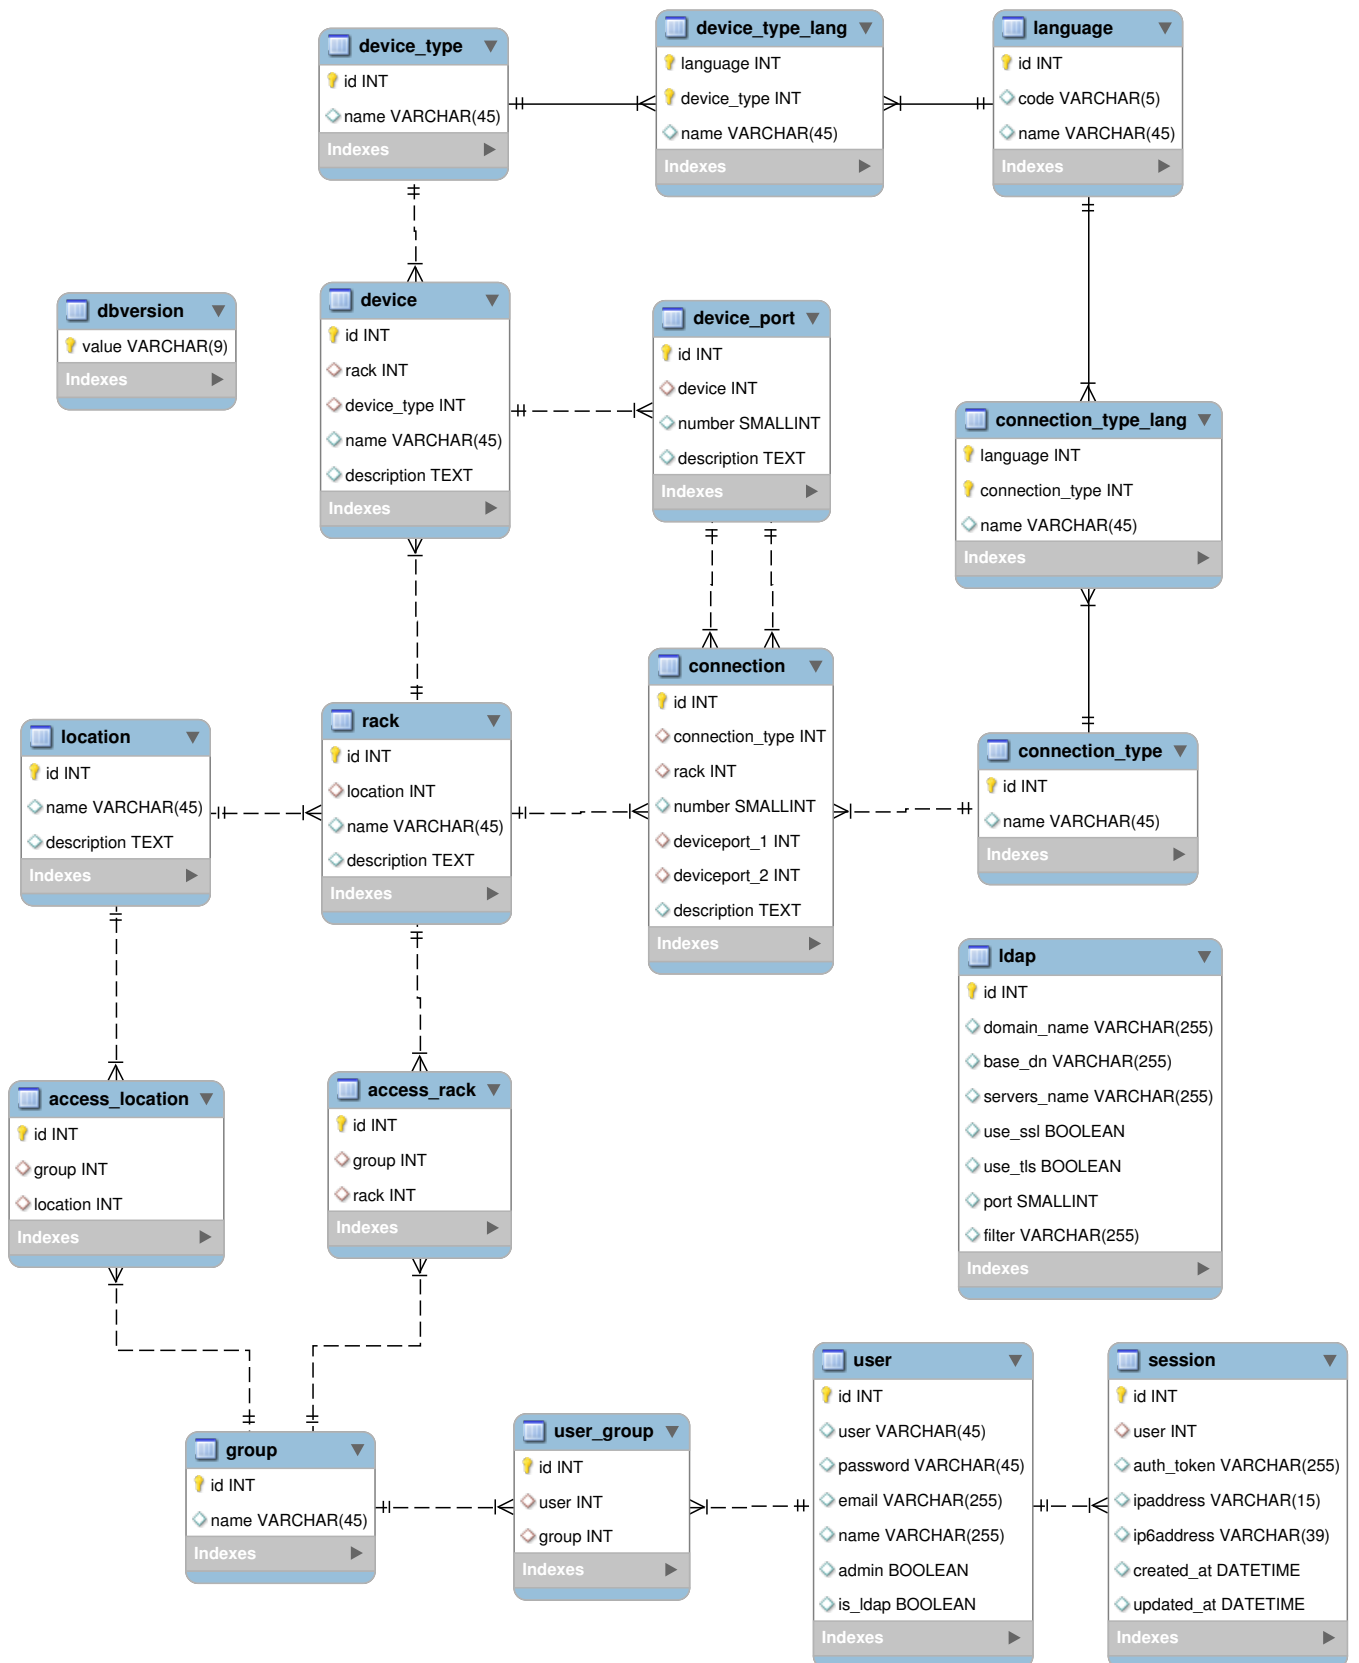 device_type
id INT
name VARCHAR(45)
Indexes
device_type_lang
language INT
device_type INT
name VARCHAR(45)
Indexes
language
id INT
code VARCHAR(5)
name VARCHAR(45)
Indexes
dbversion
value VARCHAR(9)
Indexes
device
id INT
rack INT
device_type INT
name VARCHAR(45)
description TEXT
Indexes
device_port
id INT
device INT
number SMALLINT
description TEXT
Indexes
connection_type_lang
language INT
connection_type INT
name VARCHAR(45)
Indexes
location
id INT
name VARCHAR(45)
description TEXT
Indexes
rack
id INT
location INT
name VARCHAR(45)
description TEXT
Indexes
connection
id INT
connection_type INT
rack INT
number SMALLINT
deviceport_1 INT
deviceport_2 INT
description TEXT
Indexes
connection_type
id INT
name VARCHAR(45)
Indexes
ldap
id INT
domain_name VARCHAR(255)
base_dn VARCHAR(255)
servers_name VARCHAR(255)
use_ssl BOOLEAN
use_tls BOOLEAN
port SMALLINT
filter VARCHAR(255)
Indexes
access_location
id INT
group INT
location INT
Indexes
access_rack
id INT
group INT
rack INT
Indexes
group
id INT
name VARCHAR(45)
Indexes
user_group
id INT
user INT
group INT
Indexes
user
id INT
user VARCHAR(45)
password VARCHAR(45)
email VARCHAR(255)
name VARCHAR(255)
admin BOOLEAN
is_ldap BOOLEAN
Indexes
session
id INT
user INT
auth_token VARCHAR(255)
ipaddress VARCHAR(15)
ip6address VARCHAR(39)
created_at DATETIME
updated_at DATETIME
Indexes